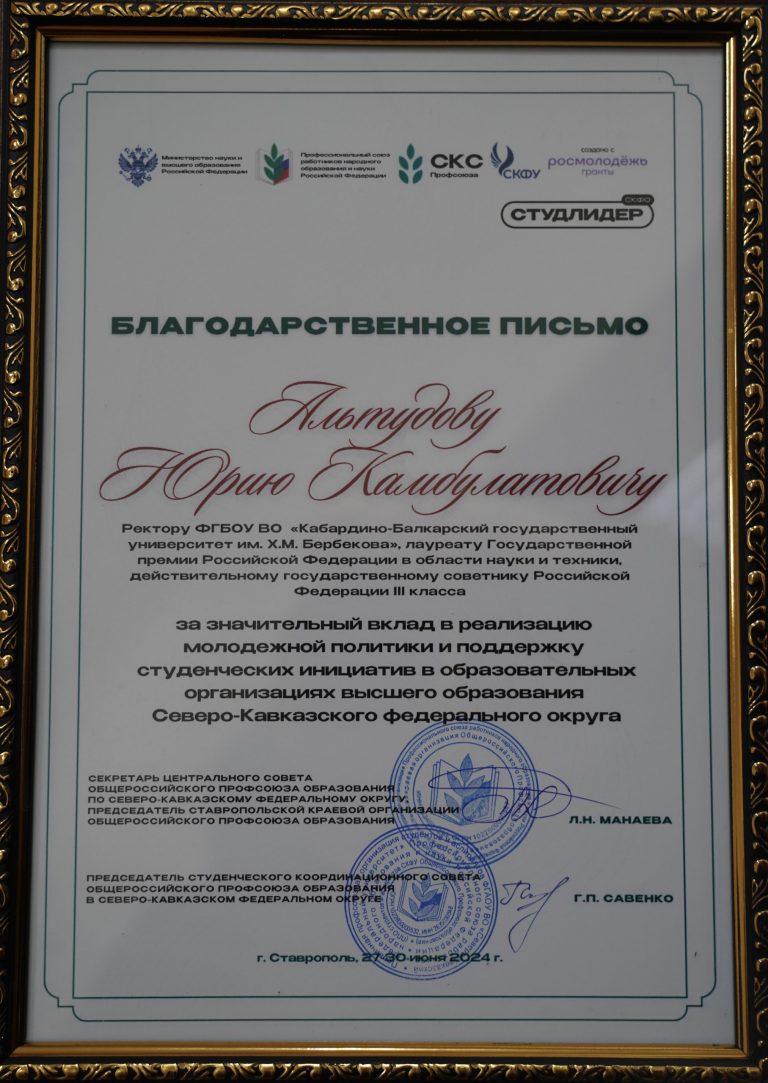 Министерство науки и
высшего образования
Российской Федерации
Профессиональный союз
работников народного
образования и науки
Российской Федерации
СКС
Профсоюза
СКФУ
создано с
росмолодёжь
гранты
СКФО
СТУДЛИДЕР
БЛАГОДАРСТВЕННОЕ ПИСЬМО
Альтудову
Юрию Камбулатовичу
Ректору ФГБОУ ВО «Кабардино-Балкарский государственный
университет им. Х.М. Бербекова», лауреату Государственной
премии Российской Федерации в области науки и техники,
действительному государственному советнику Российской
Федерации III класса
за значительный вклад в реализацию
молодежной политики и поддержку
студенческих инициатив в образовательных
организациях высшего образования
Северо-Кавказского федерального округа
СЕКРЕТАРЬ ЦЕНТРАЛЬНОГО СОВЕТА
ОБЩЕРОССИЙСКОГО ПРОФСОЮЗА ОБРАЗОВАНИЯ
ПО СЕВЕРО-КАВКАЗСКОМУ ФЕДЕРАЛЬНОМУ ОКРУГУ,
ПРЕДСЕДАТЕЛЬ СТАВРОПОЛЬСКОЙ КРАЕВОЙ ОРГАНИЗАЦИИ
ОБЩЕРОССИЙСКОГО ПРОФСОЮЗА ОБРАЗОВАНИЯ
Л.Н. МАНАЕВА
ПРЕДСЕДАТЕЛЬ СТУДЕНЧЕСКОГО КООРДИНАЦИОННОГО СОВЕТА
ОБЩЕРОССИЙСКОГО ПРОФСОЮЗА ОБРАЗОВАНИЯ
В СЕВЕРО-КАВКАЗСКОМ ФЕДЕРАЛЬНОМ ОКРУГЕ
Г.П. САВЕНКО
г. Ставрополь, 27-30 июня 2024 г.